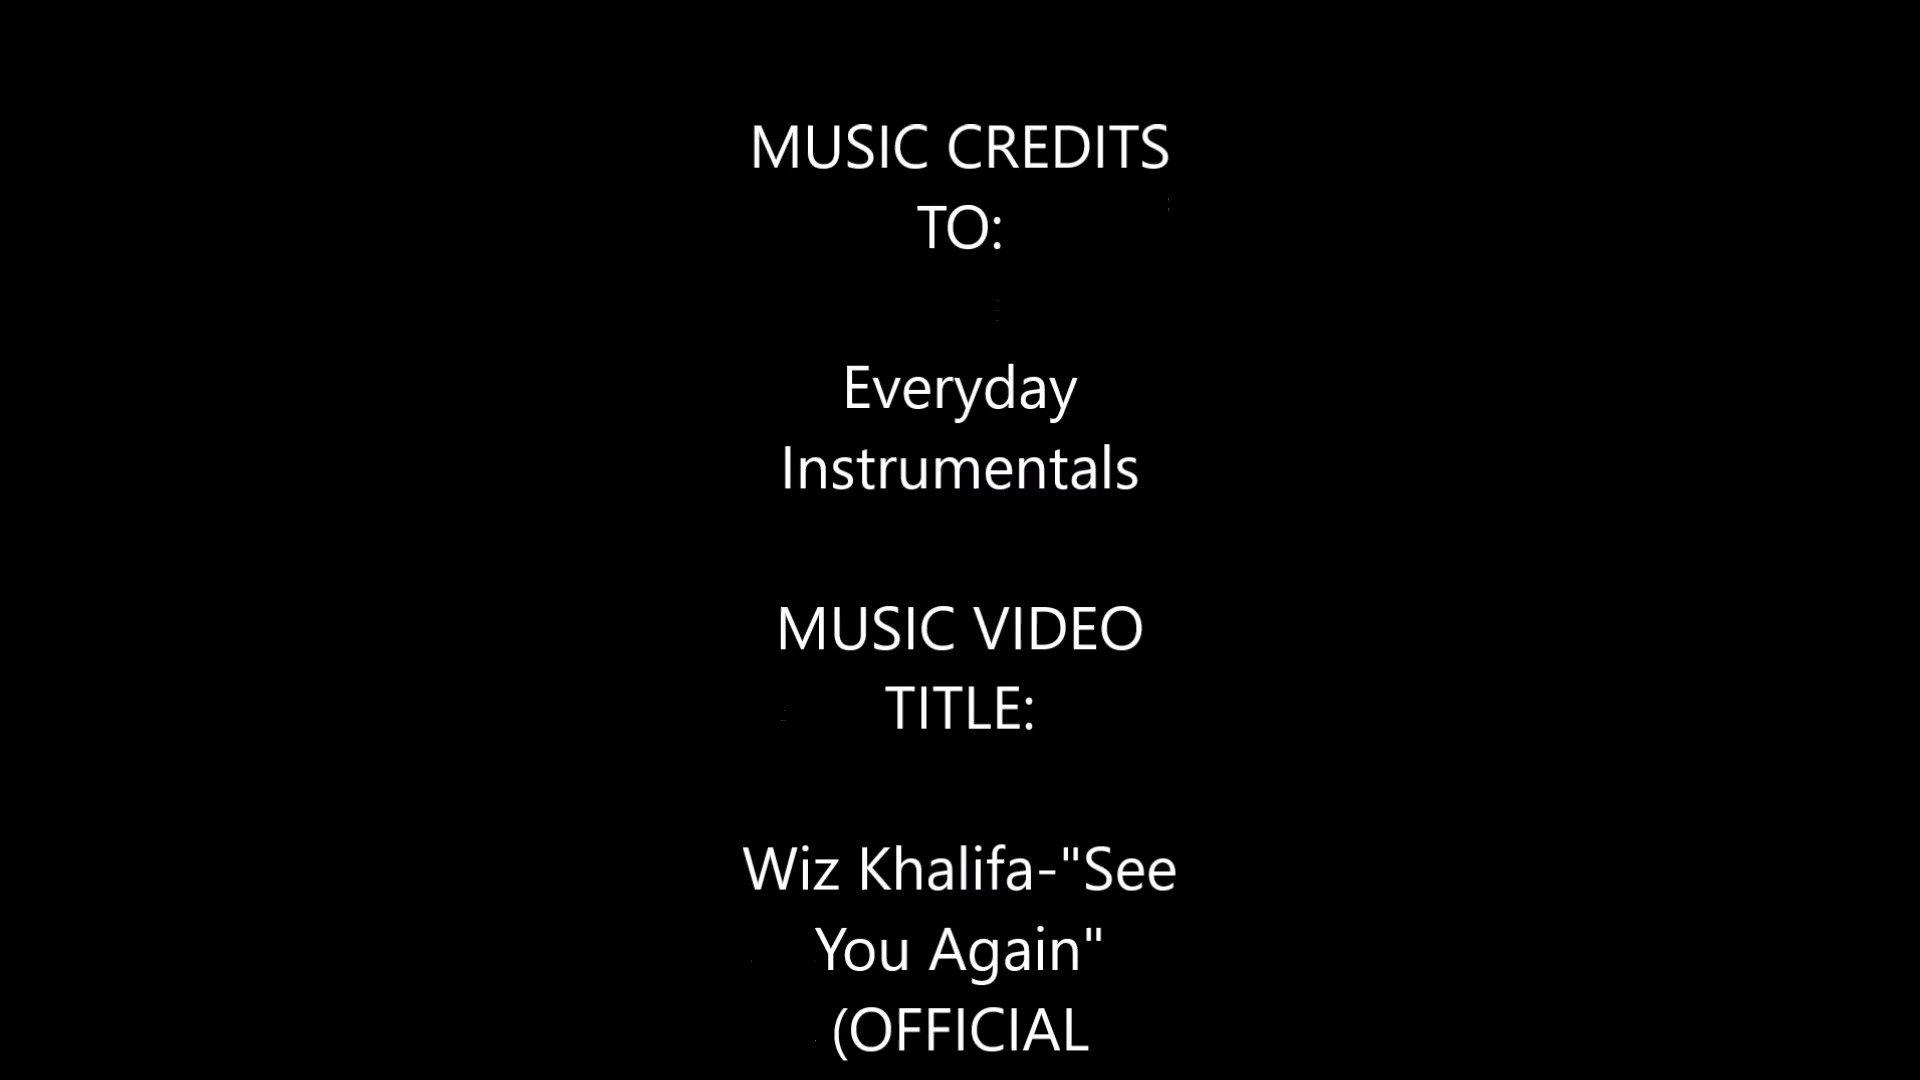 MUSIC CREDITS
TO:
Everyday
Instrumentals
MUSIC VIDEO
TITLE:
Wiz Khalifa-"See
You Again"
(OFFICIAL